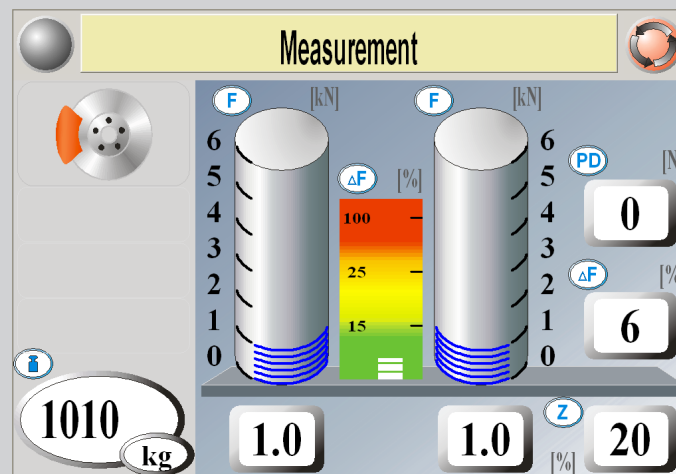 Measurement
F [kN] F [kN]
6 6
5 5
4 4
3 3
2 2
1 1
0 0
ΔF [%]
100
25
15
PD [N
0
ΔF [%
6
1010
kg
1.0 1.0 Z [%] 20